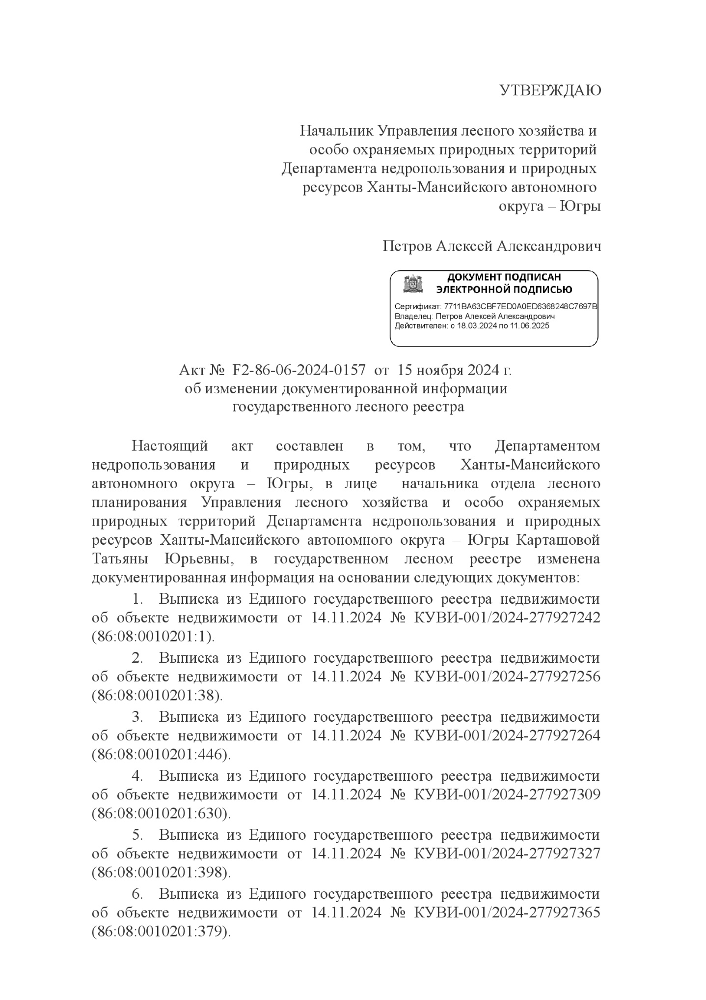 УТВЕРЖДАЮ
Начальник Управления лесного хозяйства и
особо охраняемых природных территорий
Департамента недропользования и природных
ресурсов Ханты-Мансийского автономного
округа – Югры
Петров Алексей Александрович
ДОКУМЕНТ ПОДПИСАН
ЭЛЕКТРОННОЙ ПОДПИСЬЮ
Сертификат: 7711BA63CBF7ED0A0ED6368248C7697B
Владелец: Петров Алексей Александрович
Действителен: с 18.03.2024 по 11.06.2025
Акт № F2-86-06-2024-0157 от 15 ноября 2024 г.
об изменении документированной информации
государственного лесного реестра
Настоящий акт составлен в том, что Департаментом
недропользования и природных ресурсов Ханты-Мансийского
автономного округа – Югры, в лице начальника отдела лесного
планирования Управления лесного хозяйства и особо охраняемых
природных территорий Департамента недропользования и природных
ресурсов Ханты-Мансийского автономного округа – Югры Карташовой
Татьяны Юрьевны, в государственном лесном реестре изменена
документированная информация на основании следующих документов:
1. Выписка из Единого государственного реестра недвижимости
об объекте недвижимости от 14.11.2024 № КУВИ-001/2024-277927242
(86:08:0010201:1).
2. Выписка из Единого государственного реестра недвижимости
об объекте недвижимости от 14.11.2024 № КУВИ-001/2024-277927256
(86:08:0010201:38).
3. Выписка из Единого государственного реестра недвижимости
об объекте недвижимости от 14.11.2024 № КУВИ-001/2024-277927264
(86:08:0010201:446).
4. Выписка из Единого государственного реестра недвижимости
об объекте недвижимости от 14.11.2024 № КУВИ-001/2024-277927309
(86:08:0010201:630).
5. Выписка из Единого государственного реестра недвижимости
об объекте недвижимости от 14.11.2024 № КУВИ-001/2024-277927327
(86:08:0010201:398).
6. Выписка из Единого государственного реестра недвижимости
об объекте недвижимости от 14.11.2024 № КУВИ-001/2024-277927365
(86:08:0010201:379).